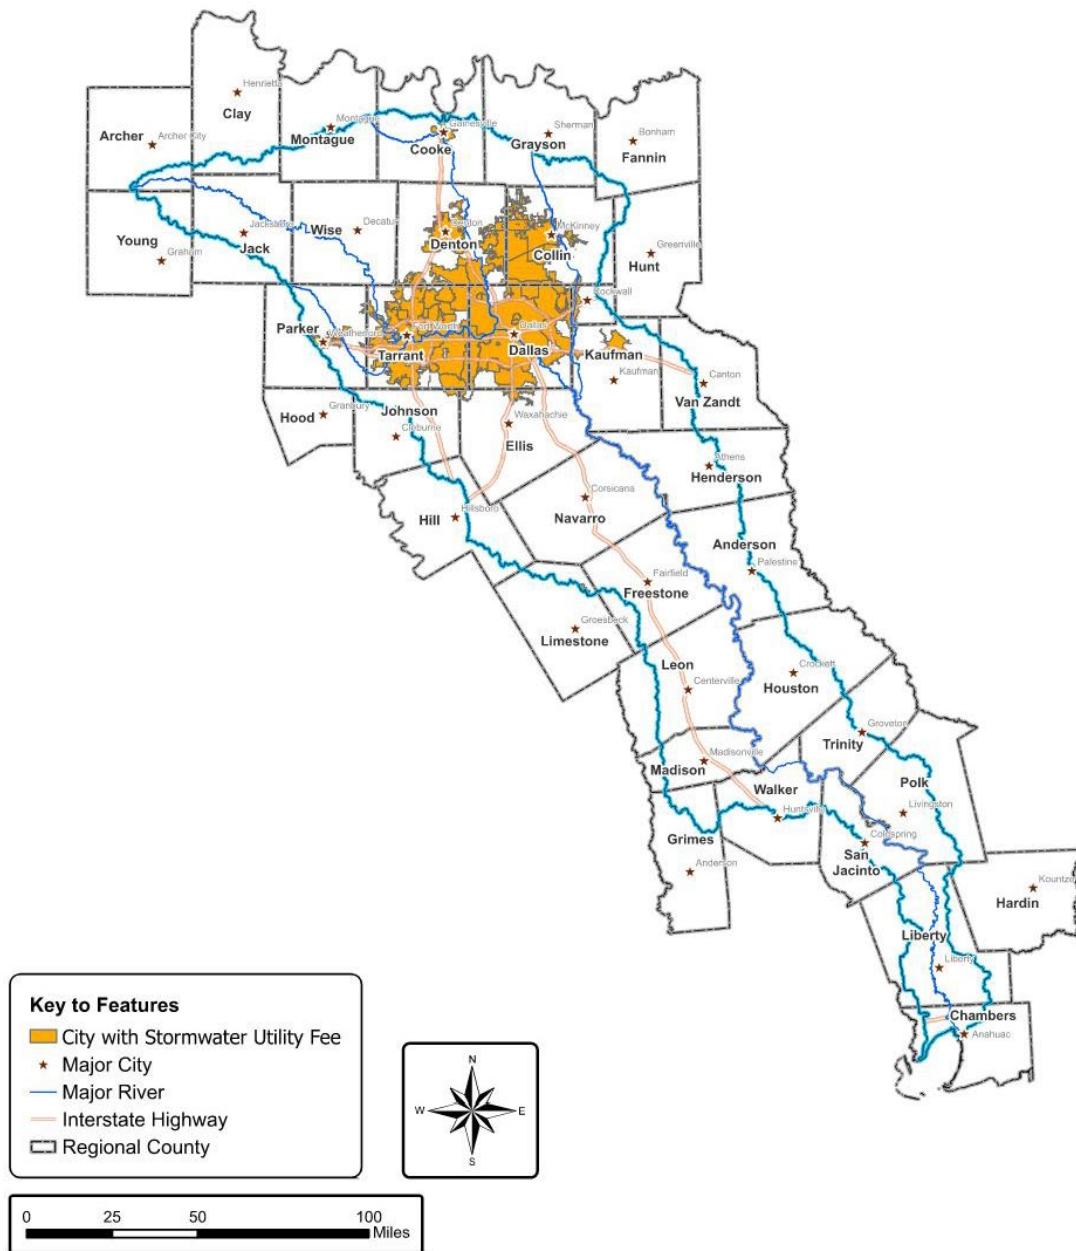 Henrietta
Clay
Archer
Archer City
Montague
Montague
Gainesville
Cooke
Sherman
Grayson
Bonham
Fannin
Young
Graham
Jacksboro
Jack
Wise
Decatur
Denton
Denton
McKinney
Collin
Greenville
Hunt
Rockwall
Parker
Weatherford
Fort Worth
Tarrant
Dallas
Dallas
Kaufman
Kaufman
Canton
Van Zandt
Hood
Granbury
Johnson
Cleburne
Waxahachie
Ellis
Athens
Henderson
Hill
Hillsboro
Corsicana
Navarro
Anderson
Palestine
Fairfield
Freestone
Groesbeck
Limestone
Leon
Centerville
Crockett
Houston
Groveton
Trinity
Madisonville
Madison
Walker
Huntsville
Polk
Livingston
Coldspring
San
Jacinto
Grimes
Anderson
Kountze
Hardin
Liberty
Liberty
Chambers
Anahuac
Key to Features
City with Stormwater Utility Fee
Major City
Major River
Interstate Highway
Regional County
N
W E
S
0 25 50 100
Miles